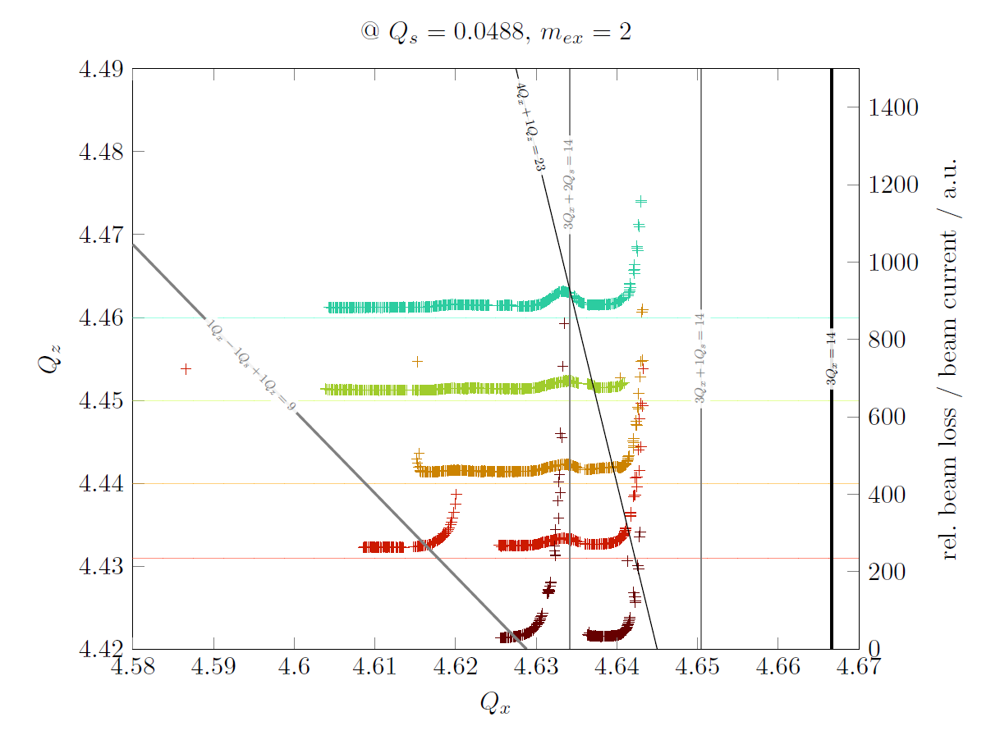 @ Q_s = 0.0488, m_ex = 2
4.49
4.48
4.47
4.46
4.45
4.44
4.43
4.42
Q_z
1400
1200
1000
800
600
400
200
0
rel. beam loss / beam current / a.u.
4Q_x + 1Q_z = 23
3Q_x + 2Q_s = 14
1Q_x − 1Q_s + 1Q_z = 9
3Q_x + 1Q_s = 14
3Q_x = 14
4.58
4.59
4.6
4.61
4.62
4.63
4.64
4.65
4.66
4.67
Q_x